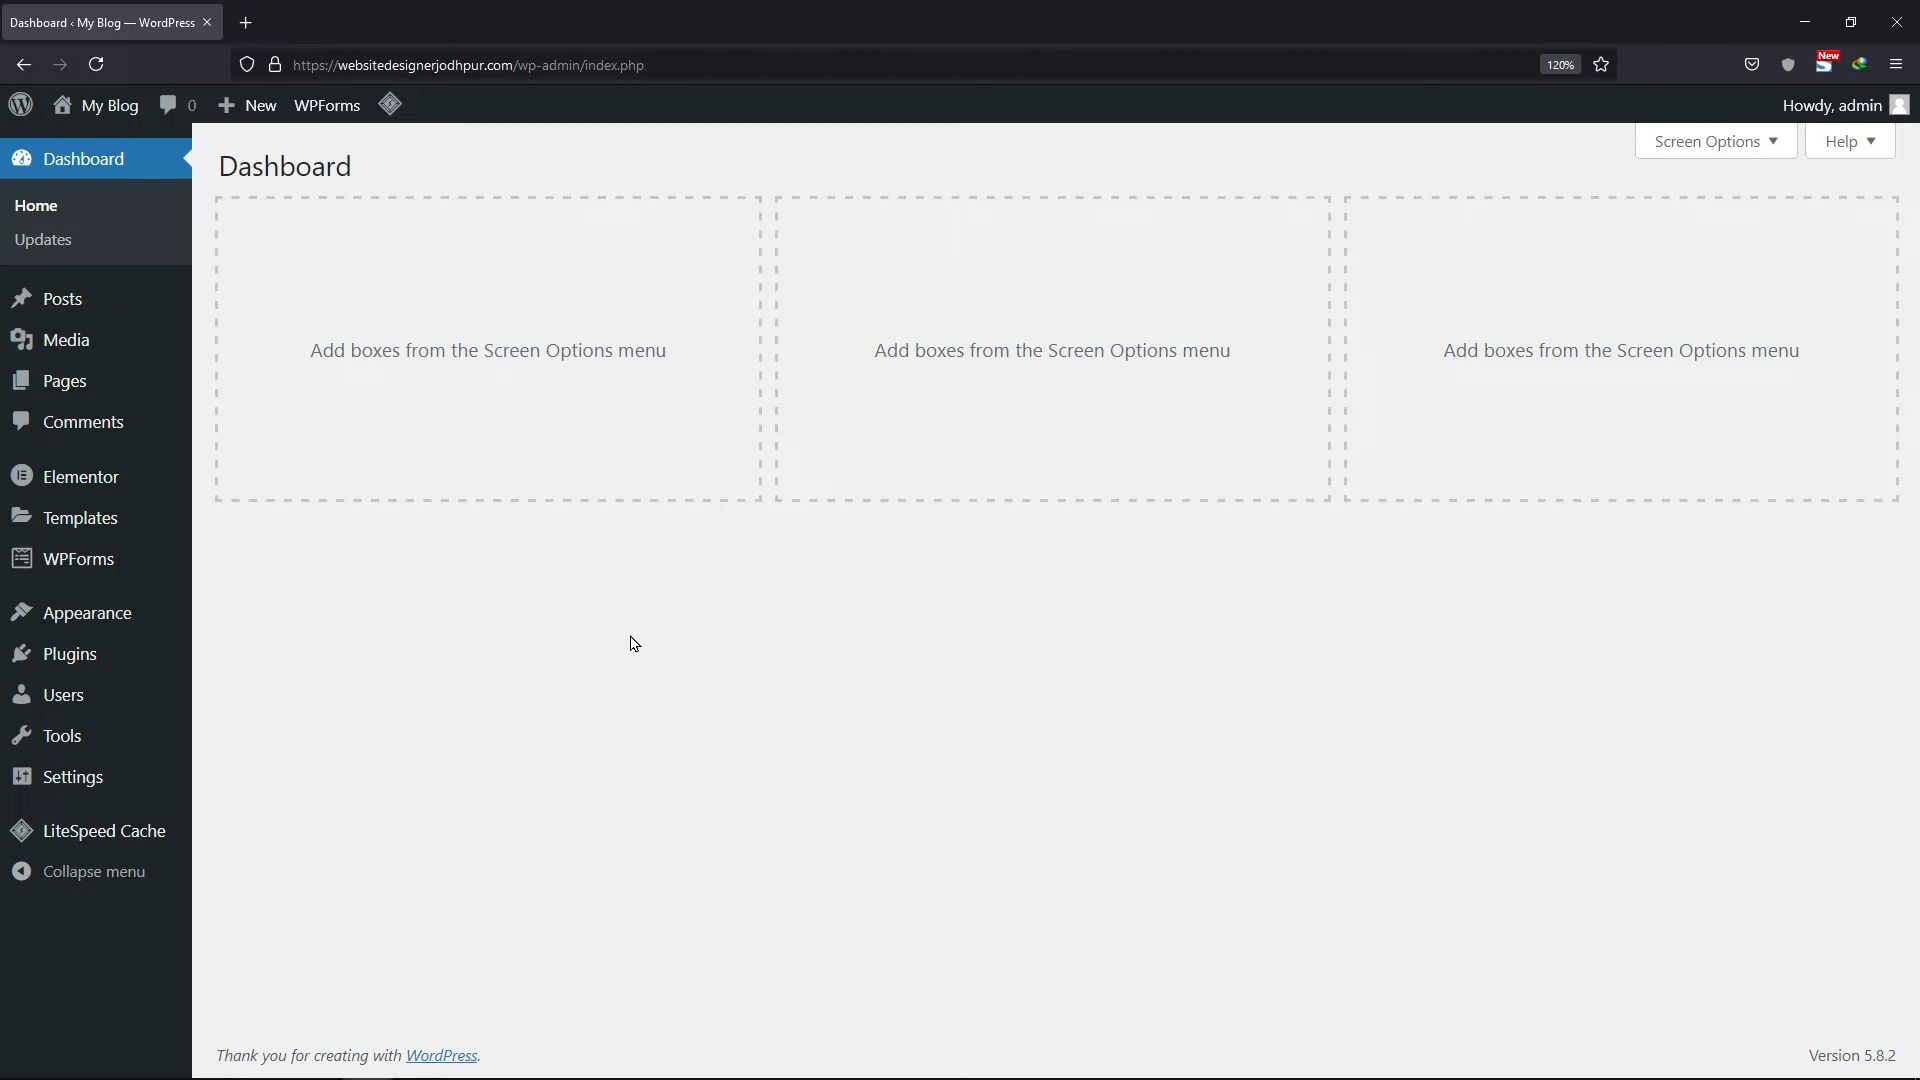 Dashboard ‹ My Blog — WordPress
https://websitedesignerjodhpur.com/wp-admin/index.php
120%
New
My Blog
0
New
WPForms
Howdy, admin
Dashboard
Home
Updates
Posts
Media
Pages
Comments
Elementor
Templates
WPForms
Appearance
Plugins
Users
Tools
Settings
LiteSpeed Cache
Collapse menu
Screen Options
Help
Dashboard
Add boxes from the Screen Options menu
Add boxes from the Screen Options menu
Add boxes from the Screen Options menu
Thank you for creating with WordPress.
Version 5.8.2